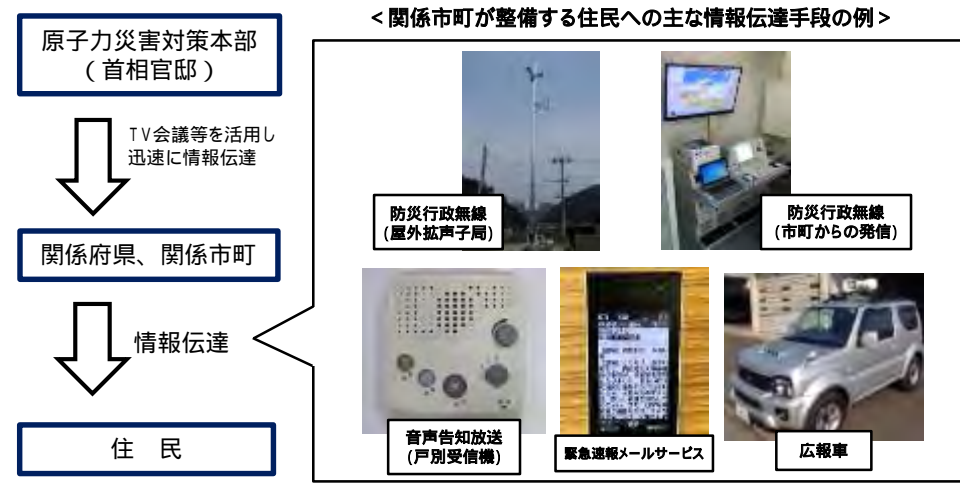 原子力災害対策本部
(首相官邸)
TV会議等を活用し
迅速に情報伝達
関係府県、関係市町
情報伝達
住 民
<関係市町が整備する住民への主な情報伝達手段の例>
防災行政無線
(屋外拡声子局)
防災行政無線
(市町からの発信)
音声告知放送
(戸別受信機)
緊急速報メールサービス
広報車